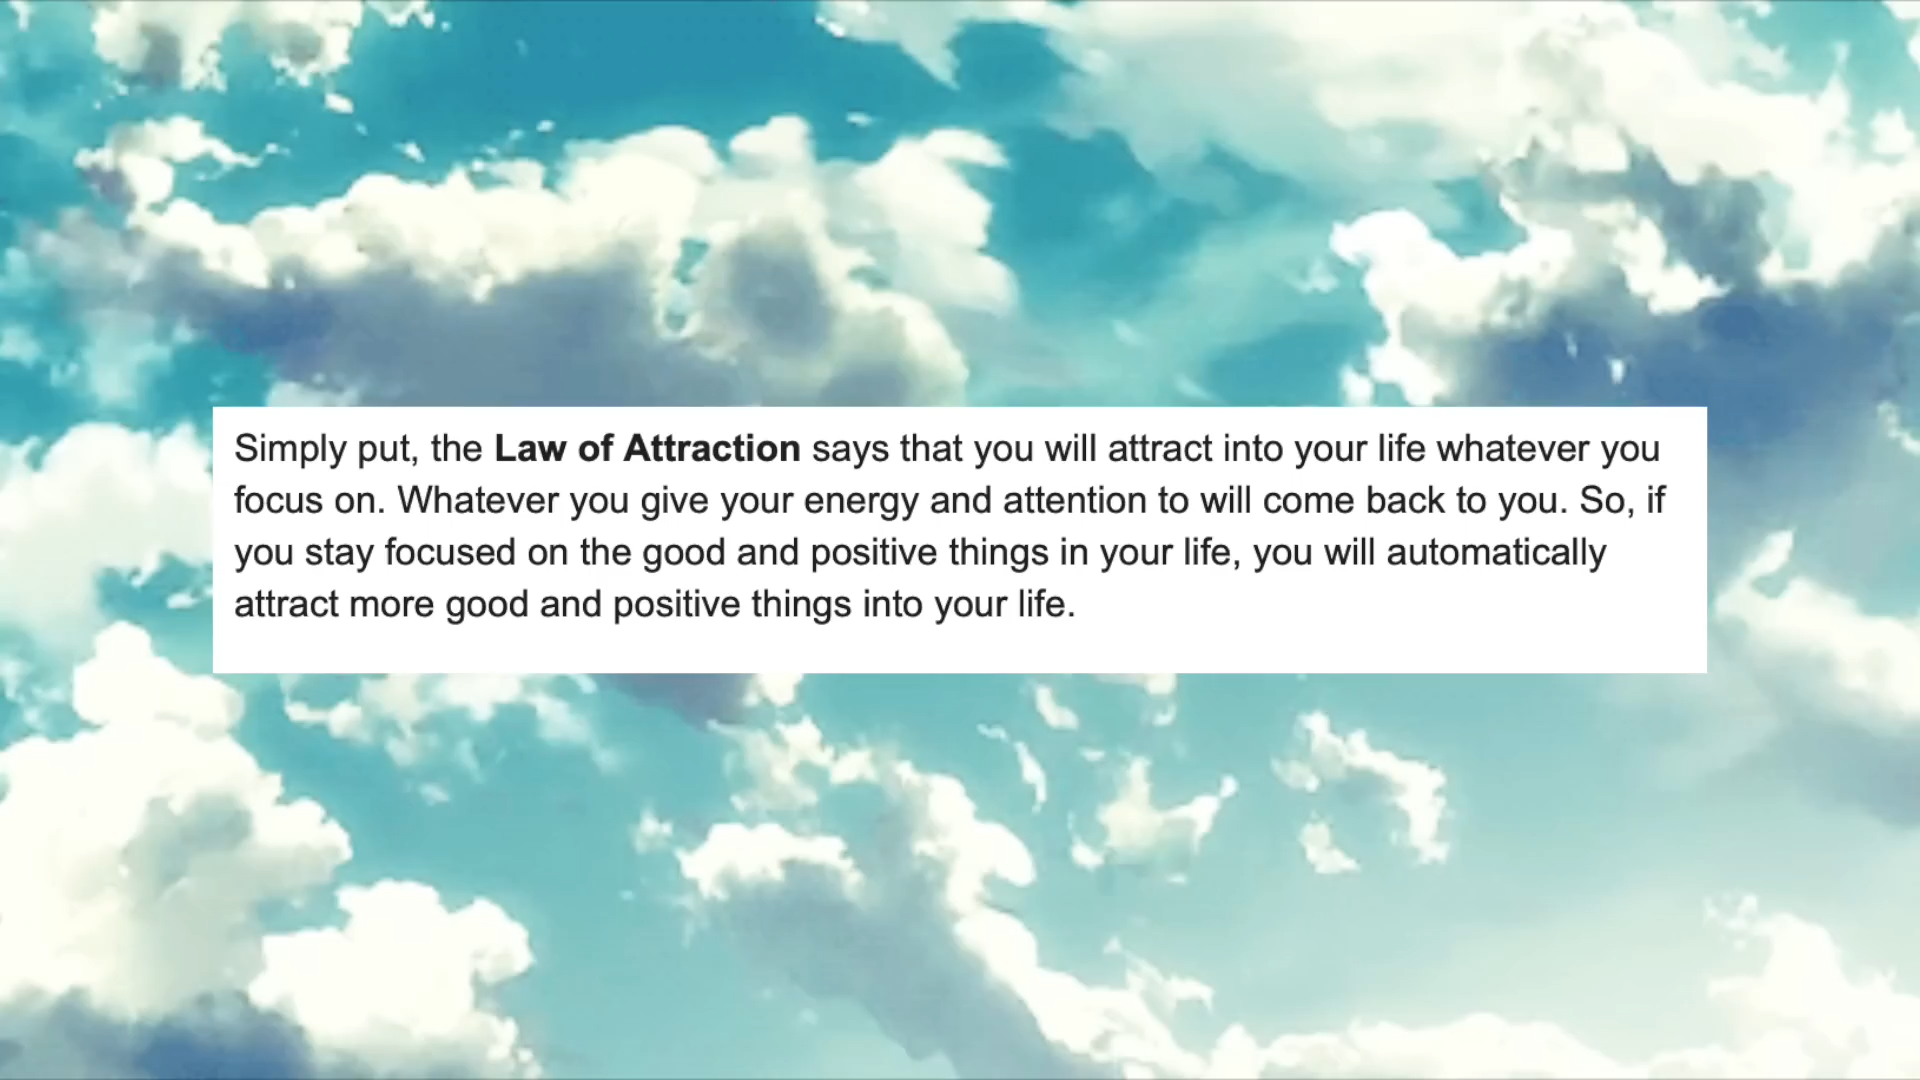 Simply put, the Law of Attraction says that you will attract into your life whatever you
focus on. Whatever you give your energy and attention to will come back to you. So, if
you stay focused on the good and positive things in your life, you will automatically
attract more good and positive things into your life.